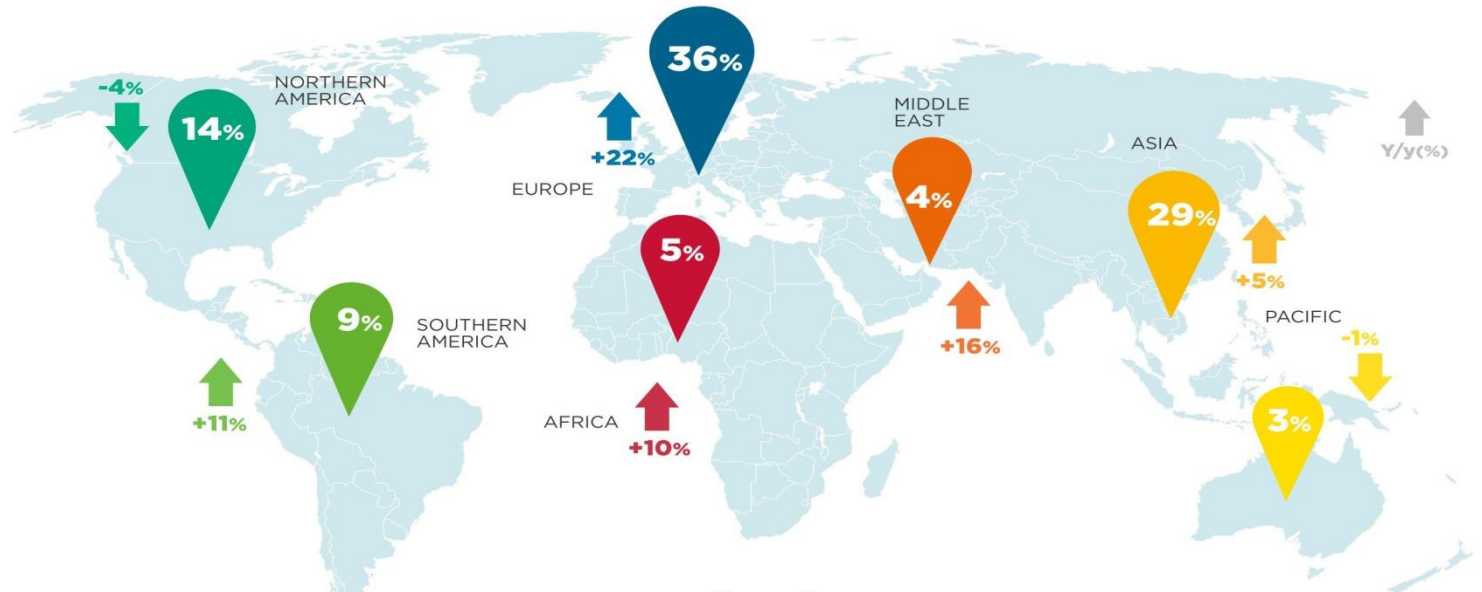 -4%
NORTHERN
AMERICA
14%
36%
+22%
EUROPE
MIDDLE
EAST
4%
+16%
ASIA
29%
+5%
Y/y(%)
9%
SOUTHERN
AMERICA
+11%
5%
AFRICA
+10%
PACIFIC
-1%
3%